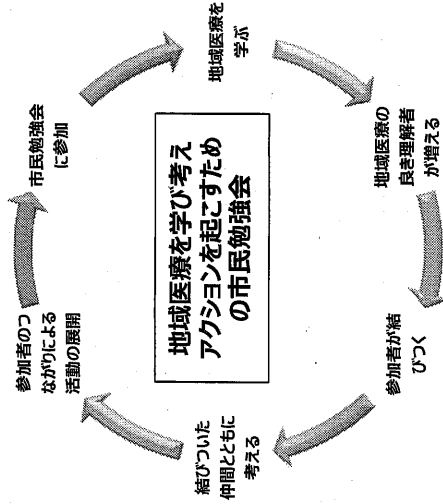 地域医療を学び考え
アクションを起こすため
の市民勉強会
市民勉強会
に参加
地域医療を
学ぶ
地域医療の
良き理解者
が増える
参加者が結
びつく
結びついた
仲間とともに
考える
参加者のつ
ながりによる
活動の展開